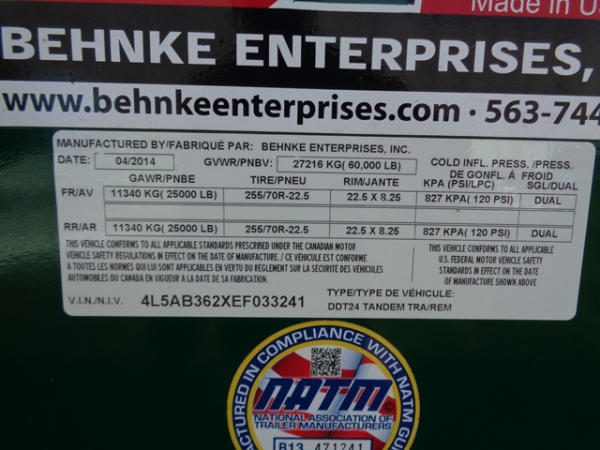 Made in
BEHNKE ENTERPRISES,
www.behnkeenterprises.com · 563-744
MANUFACTURED BY/FABRIQUÉ PAR: BEHNKE ENTERPRISES, INC.
DATE: 04/2014 GVWR/PNBV: 27216 KG( 60,000 LB) COLD INFL. PRESS. /PRESS.
DE GONFL. À FROID
GAWR/PNBE TIRE/PNEU RIM/JANTE KPA (PSI/LPC) SGL/DUAL
FR/AV 11340 KG( 25000 LB) 255/70R-22.5 22.5 X 8.25 827 KPA( 120 PSI) DUAL
RR/AR 11340 KG( 25000 LB) 255/70R-22.5 22.5 X 8.25 827 KPA( 120 PSI) DUAL
THIS VEHICLE CONFORMS TO ALL APPLICABLE STANDARDS PRESCRIBED UNDER THE CANADIAN MOTOR
VEHICLE SAFETY REGULATIONS IN EFFECT ON THE DATE OF MANUFACTURE. / CE VÉHICULE EST CONFORME
A TOUTES LES NORMES QUI LUI SONT APPLICABLES EN VERTU DU RÈGLEMENT SUR LA SÉCURITÉ DES VÉHICULES
AUTOMOBILES DU CANADA EN VIGUEUR À LA DATE DE SA FABRICATION.
THIS VEHICLE CONFORMS TO ALL APPLICABLE
U.S. FEDERAL MOTOR VEHICLE SAFETY
STANDARDS IN EFFECT ON THE DATE
OF MANUFACTURE SHOWN ABOVE.
V.I.N./N.I.V. 4L5AB362XEF033241 TYPE/TYPE DE VÉHICULE:
DDT24 TANDEM TRA/REM
IN COMPLIANCE WITH NATM
NATM
NATIONAL ASSOCIATION OF
TRAILER MANUFACTURERS
B13 471241